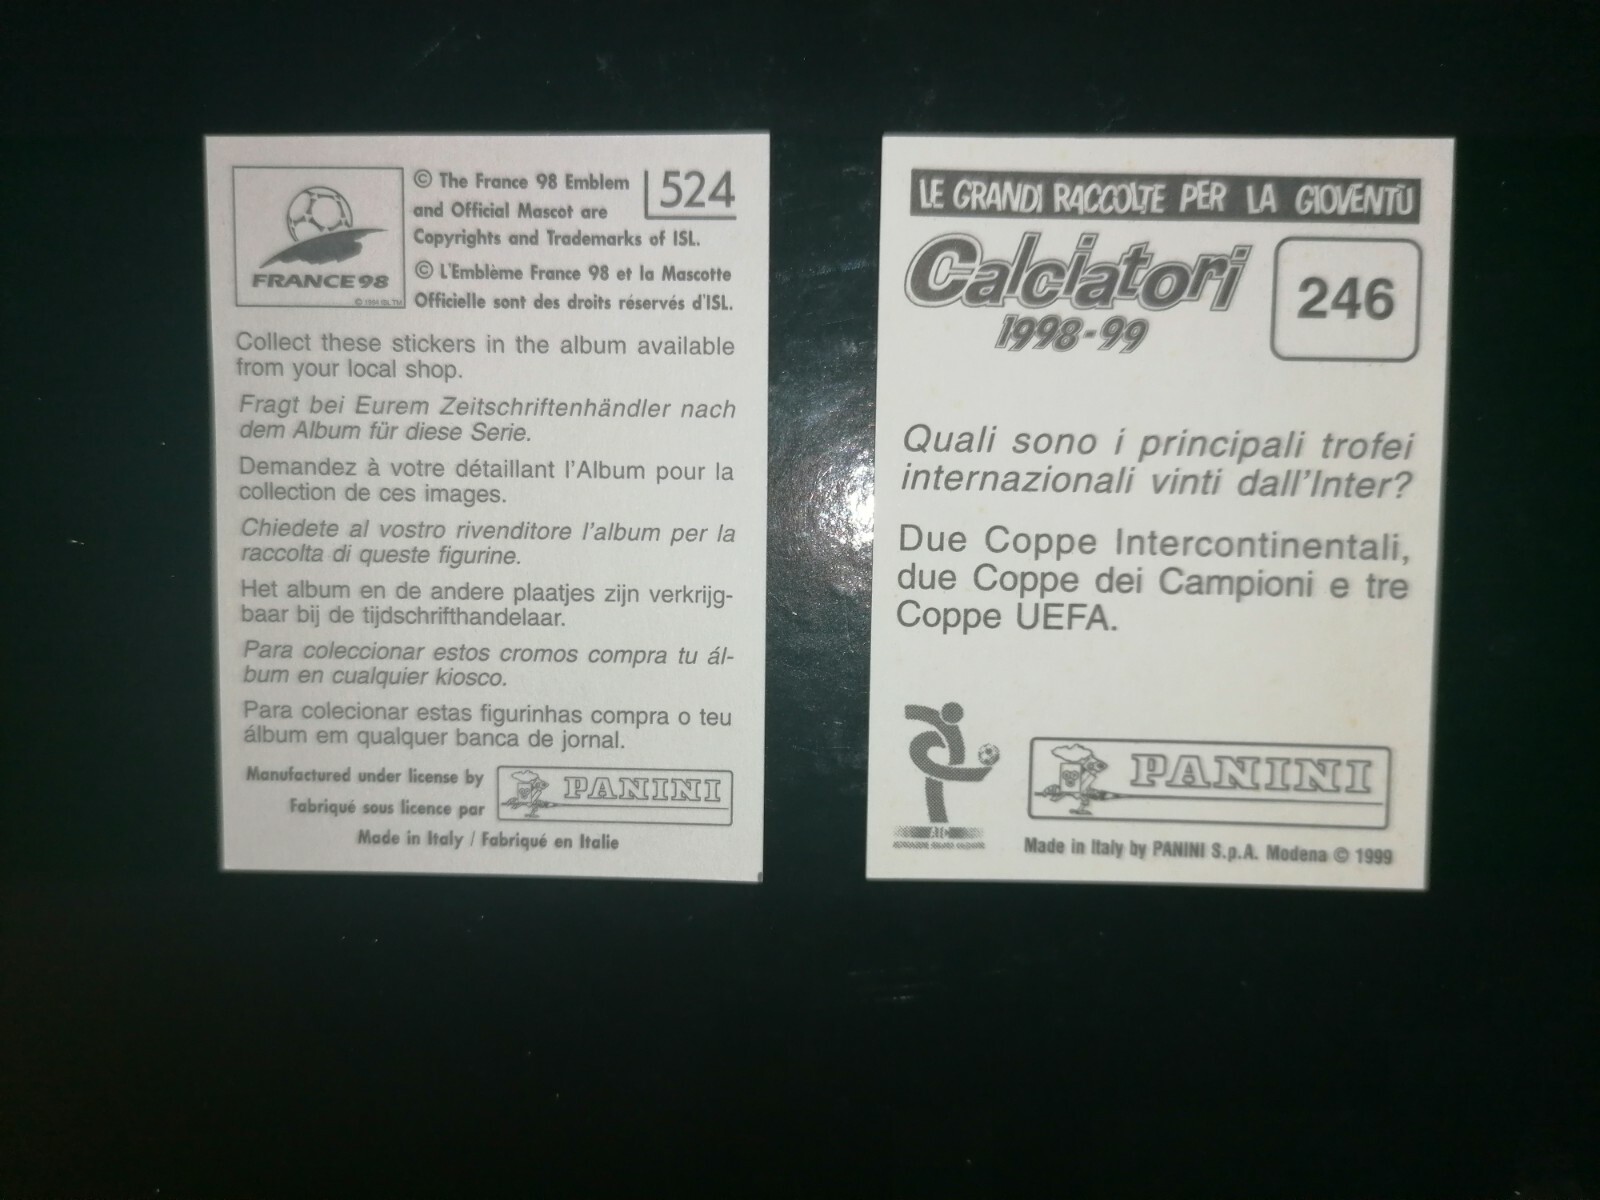 FRANCE 98
© The France 98 Emblem
and Official Mascot are
Copyrights and Trademarks of ISL.
© L'Emblème France 98 et la Mascotte
Officielle sont des droits réservés d'ISL.
524
Collect these stickers in the album available
from your local shop.
Fragt bei Eurem Zeitschriftenhändler nach
dem Album für diese Serie.
Demandez à votre détaillant l'Album pour la
collection de ces images.
Chiedete al vostro rivenditore l'album per la
raccolta di queste figurine.
Het album en de andere plaatjes zijn verkrijg-
baar bij de tijdschrifthandelaar.
Para coleccionar estos cromos compra tu ál-
bum en cualquier kiosco.
Para colecionar estas figurinhas compra o teu
álbum em qualquer banca de jornal.
Manufactured under license by
Fabriqué sous licence par
PANINI
Made in Italy / Fabriqué en Italie
LE GRANDI RACCOLTE PER LA GIOVENTÙ
Calciatori
1998-99
246
Quali sono i principali trofei
internazionali vinti dall'Inter?
Due Coppe Intercontinentali,
due Coppe dei Campioni e tre
Coppe UEFA.
AIC
PANINI
Made in Italy by PANINI S.p.A. Modena © 1999